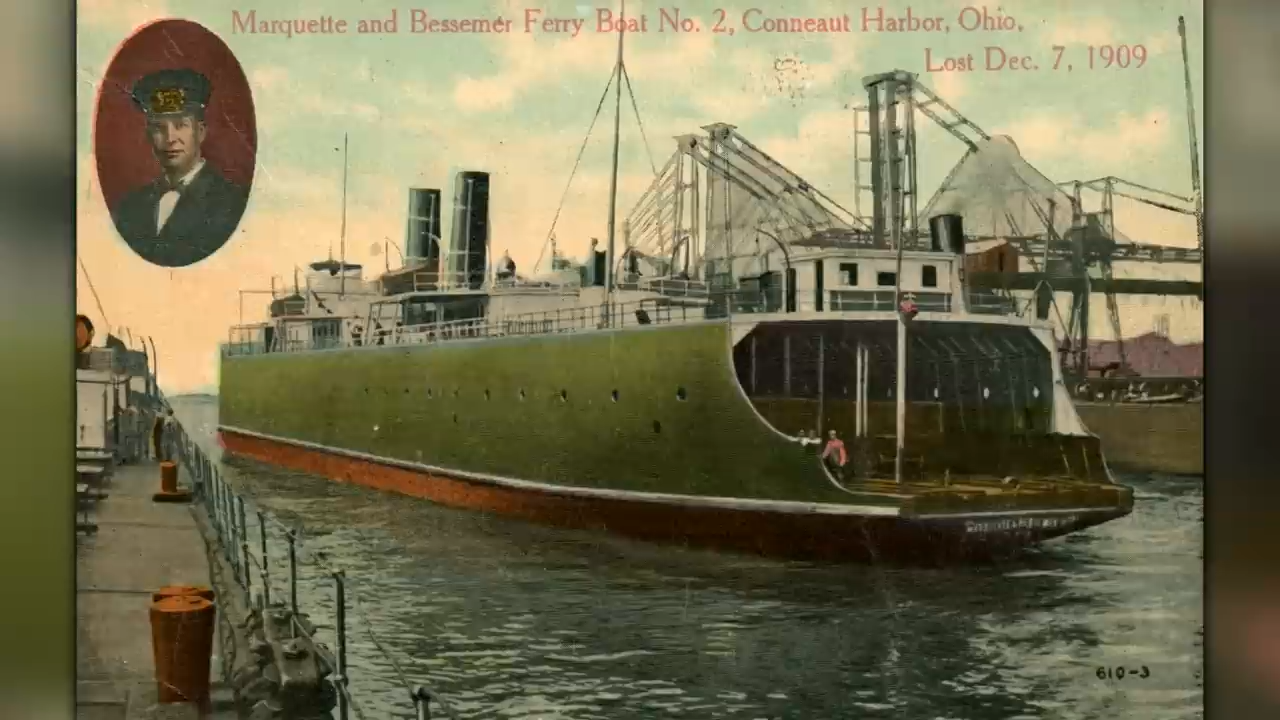 Marquette and Bessemer Ferry Boat No. 2, Conneaut Harbor, Ohio,
Lost Dec. 7, 1909
610-3